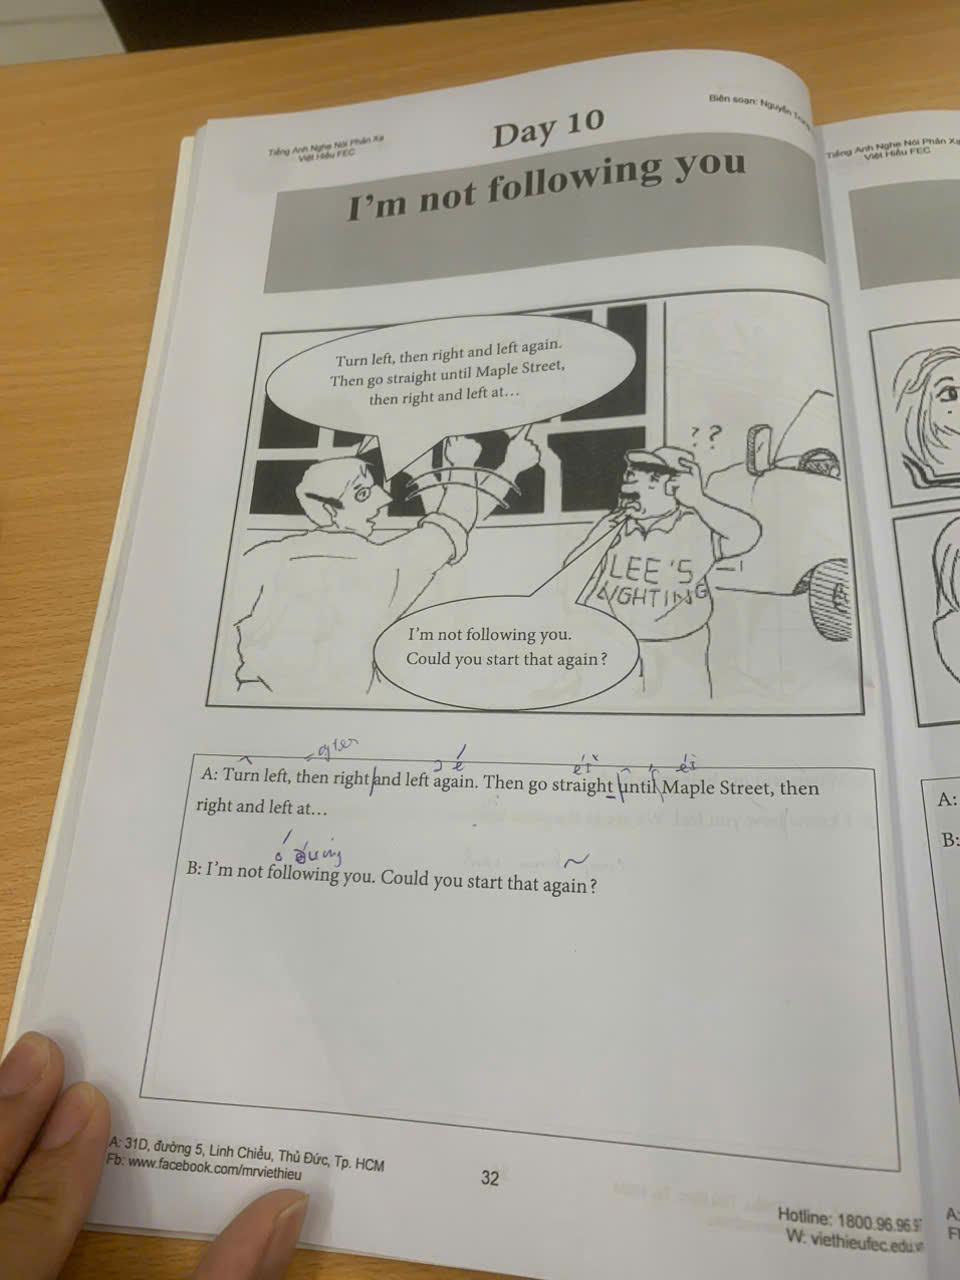 Tiếng Anh Nghe Nói Phản Xạ
Việt Hiếu FEC
Biên soạn: Nguyễn
Day 10
I'm not following you
Turn left, then right and left again.
Then go straight until Maple Street,
then right and left at…
??
LEE'S
LIGHTING
I'm not following you.
Could you start that again?
after
A: Turn left, then right and left again. Then go straight until Maple Street, then
right and left at…
B: I'm not following you. Could you start that again?
A: 31D, đường 5, Linh Chiểu, Thủ Đức, Tp. HCM
Fb: www.facebook.com/mrviethieu
32
Hotline: 1800.96.96.9
W: viethieufec.edu.v
Tiếng Anh Nghe Nói Phản Xạ
Việt Hiếu FEC
A:
B:
A: